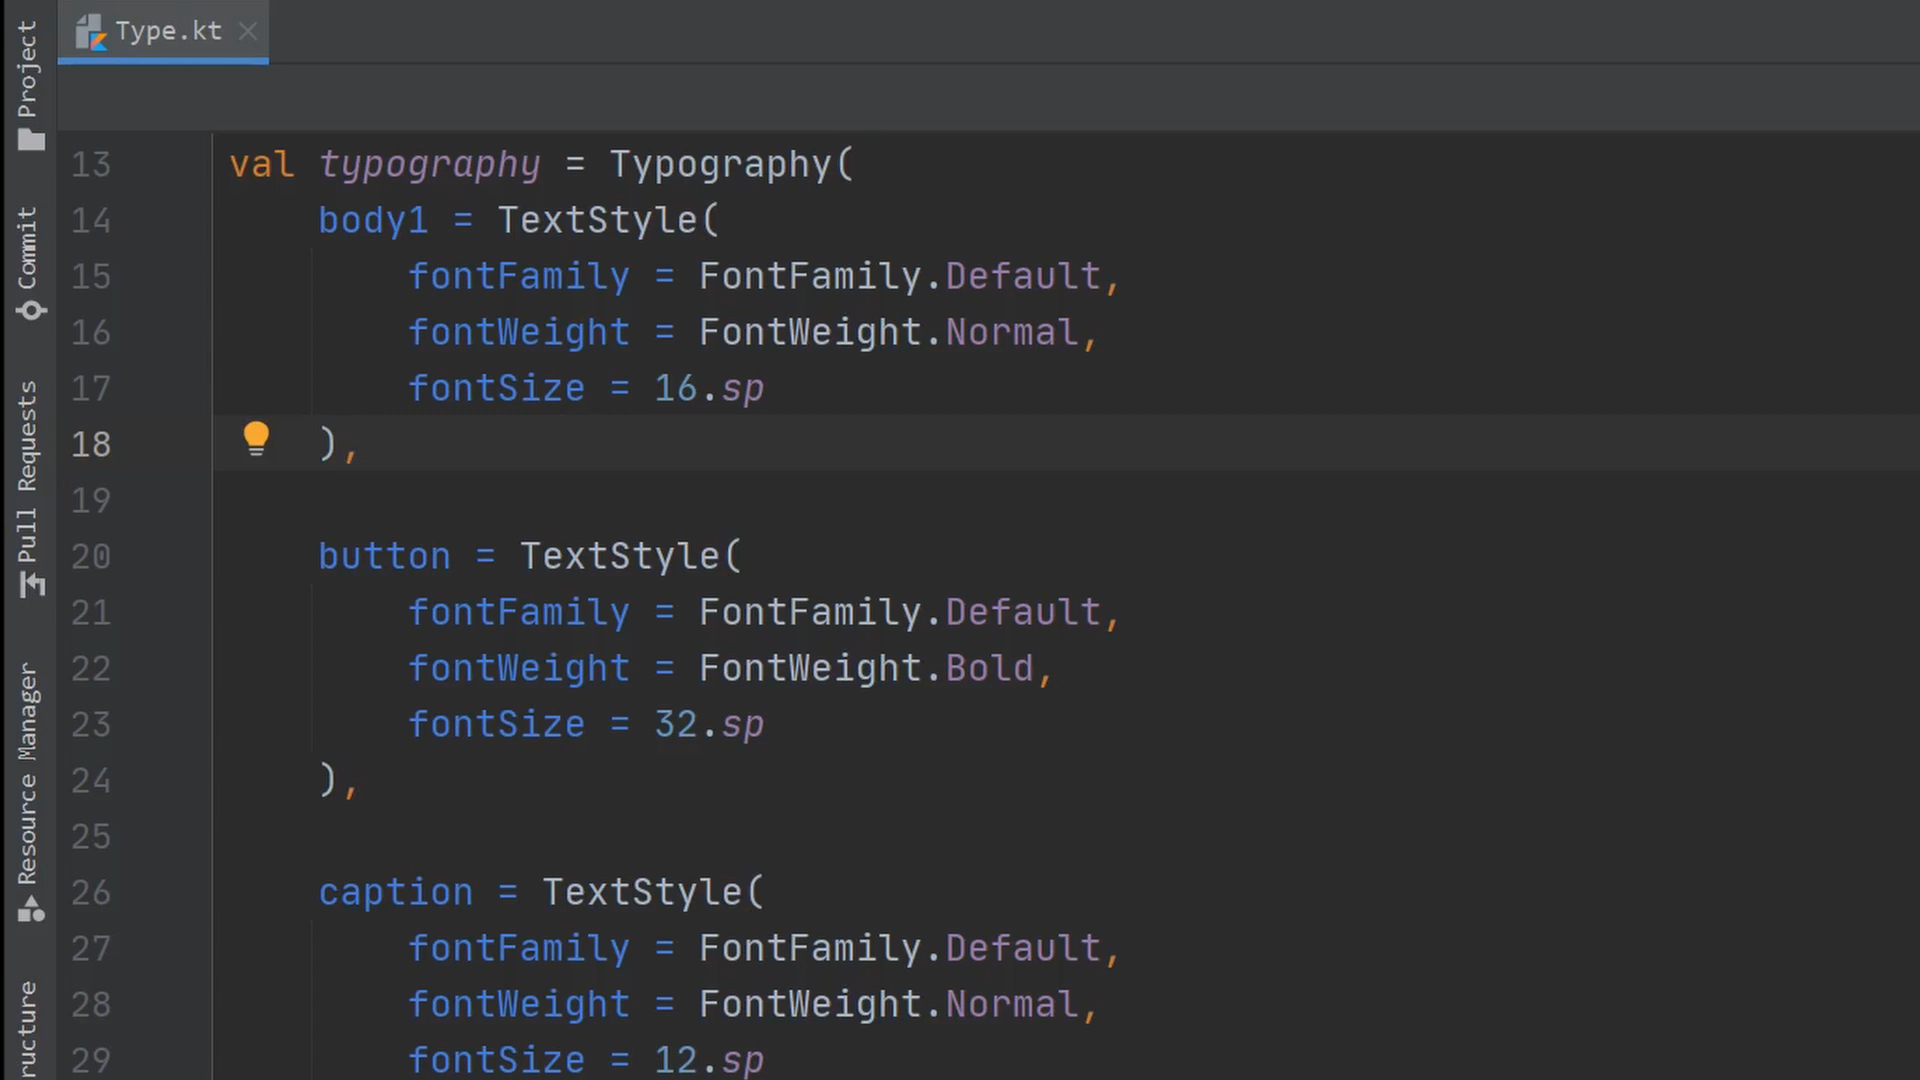 Type.kt
Project
Commit
Pull Requests
Resource Manager
ructure
13 val typography = Typography(
14 body1 = TextStyle(
15 fontFamily = FontFamily.Default,
16 fontWeight = FontWeight.Normal,
17 fontSize = 16.sp
18 ),
19
20 button = TextStyle(
21 fontFamily = FontFamily.Default,
22 fontWeight = FontWeight.Bold,
23 fontSize = 32.sp
24 ),
25
26 caption = TextStyle(
27 fontFamily = FontFamily.Default,
28 fontWeight = FontWeight.Normal,
29 fontSize = 12.sp